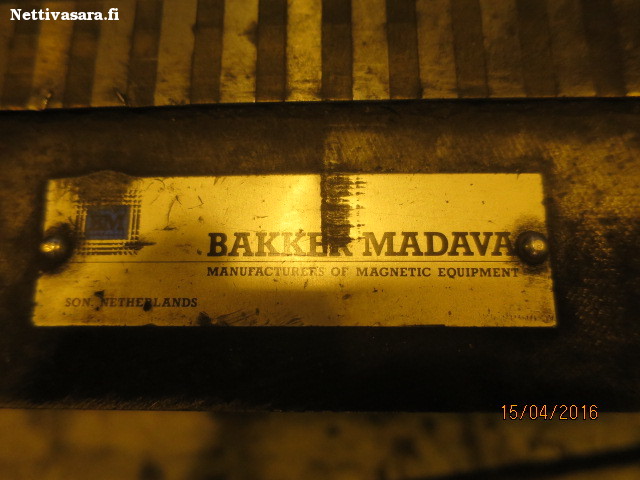 Nettivasara.fi
BAKKER MADAVA
MANUFACTURERS OF MAGNETIC EQUIPMENT
SON, NETHERLANDS
15/04/2016